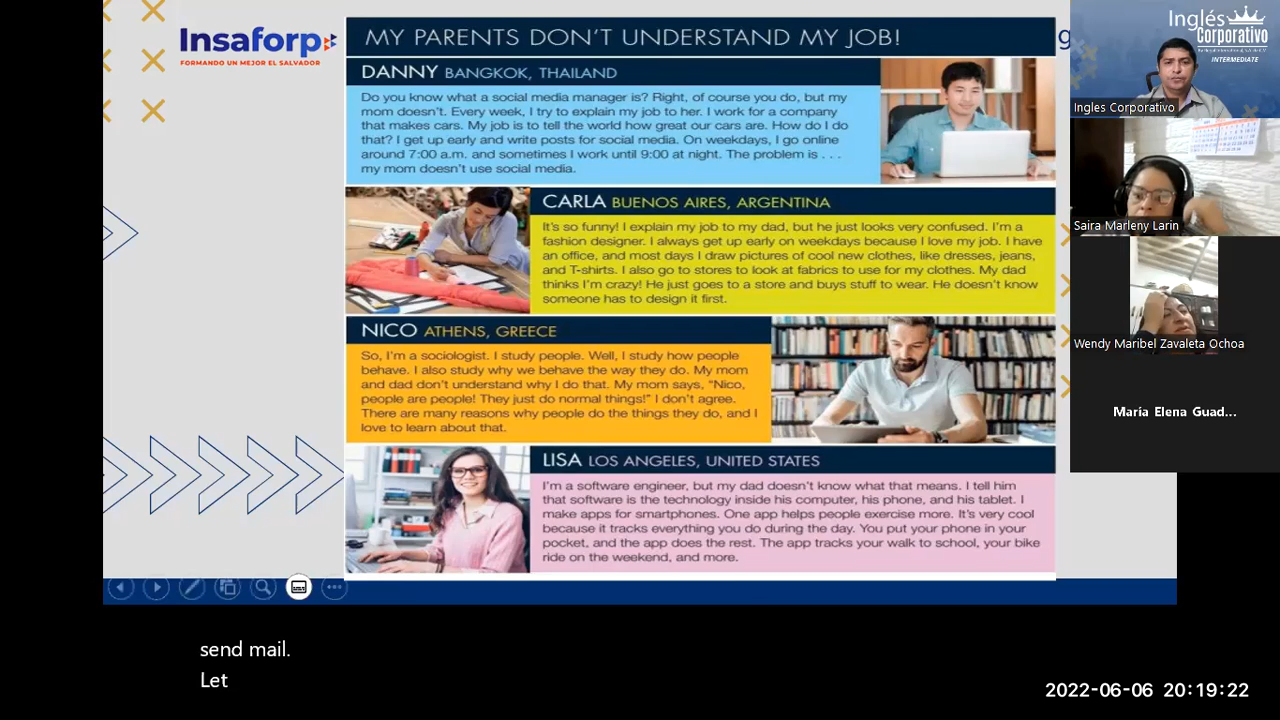 Insaforp
FORMANDO UN MEJOR EL SALVADOR
MY PARENTS DON'T UNDERSTAND MY JOB!
g
DANNY BANGKOK, THAILAND
Do you know what a social media manager is? Right, of course you do, but my
mom doesn't. Every week, I try to explain my job to her. I work for a company
that makes cars. My job is to tell the world how great our cars are. How do I do
that? I get up early and write posts for social media. On weekdays, I go online
around 7:00 a.m. and sometimes I work until 9:00 at night. The problem is . . .
my mom doesn't use social media.
CARLA BUENOS AIRES, ARGENTINA
It's so funny! I explain my job to my dad, but he just looks very confused. I'm a
fashion designer. I always get up early on weekdays because I love my job. I have
an office, and most days I draw pictures of cool new clothes, like dresses, jeans,
and T-shirts. I also go to stores to look at fabrics to use for my clothes. My dad
thinks I'm crazy! He just goes to a store and buys stuff to wear. He doesn't know
someone has to design it first.
NICO ATHENS, GREECE
So, I'm a sociologist. I study people. Well, I study how people
behave. I also study why we behave the way they do. My mom
and dad don't understand why I do that. My mom says, "Nico,
people are people! They just do normal things!" I don't agree.
There are many reasons why people do the things they do, and I
love to learn about that.
LISA LOS ANGELES, UNITED STATES
I'm a software engineer, but my dad doesn't know what that means. I tell him
that software is the technology inside his computer, his phone, and his tablet. I
make apps for smartphones. One app helps people exercise more. It's very cool
because it tracks everything you do during the day. You put your phone in your
pocket, and the app does the rest. The app tracks your walk to school, your bike
ride on the weekend, and more.
Inglés
Corporativo
INTERMEDIATE
Ingles Corporativo
Saira Marleny Larin
Wendy Maribel Zavaleta Ochoa
María Elena Guad...
send mail.
Let
2022-06-06 20:19:22